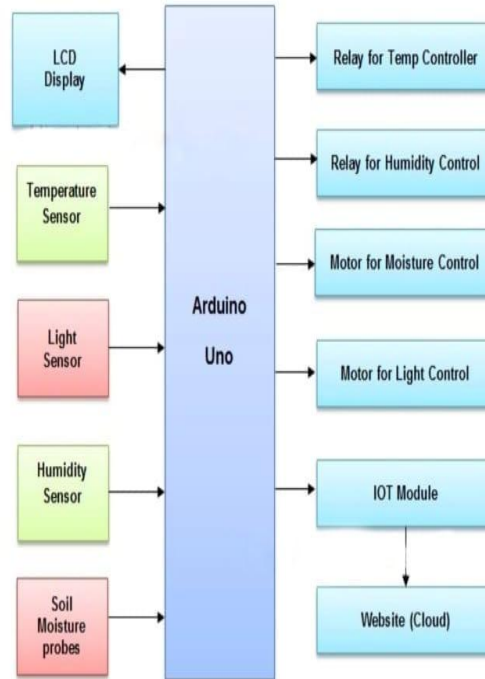 LCD
Display
Temperature
Sensor
Light
Sensor
Humidity
Sensor
Soil
Moisture
probes
Arduino
Uno
Relay for Temp Controller
Relay for Humidity Control
Motor for Moisture Control
Motor for Light Control
IOT Module
Website (Cloud)